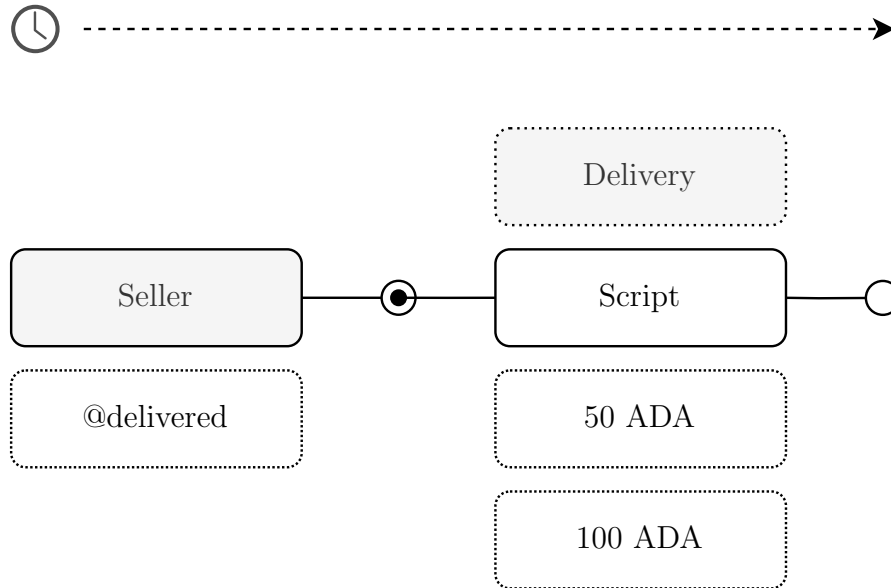 Delivery
Seller
Script
@delivered
50 ADA
100 ADA